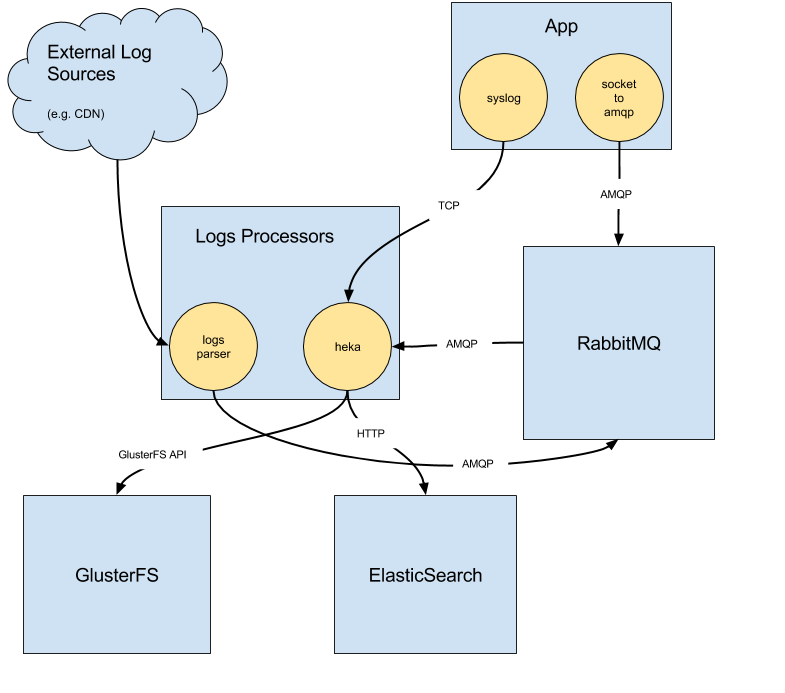 External Log
Sources
(e.g. CDN)
App
syslog
socket
to
amqp
TCP
AMQP
Logs Processors
logs
parser
heka
AMQP
RabbitMQ
HTTP
GlusterFS API
AMQP
GlusterFS
ElasticSearch